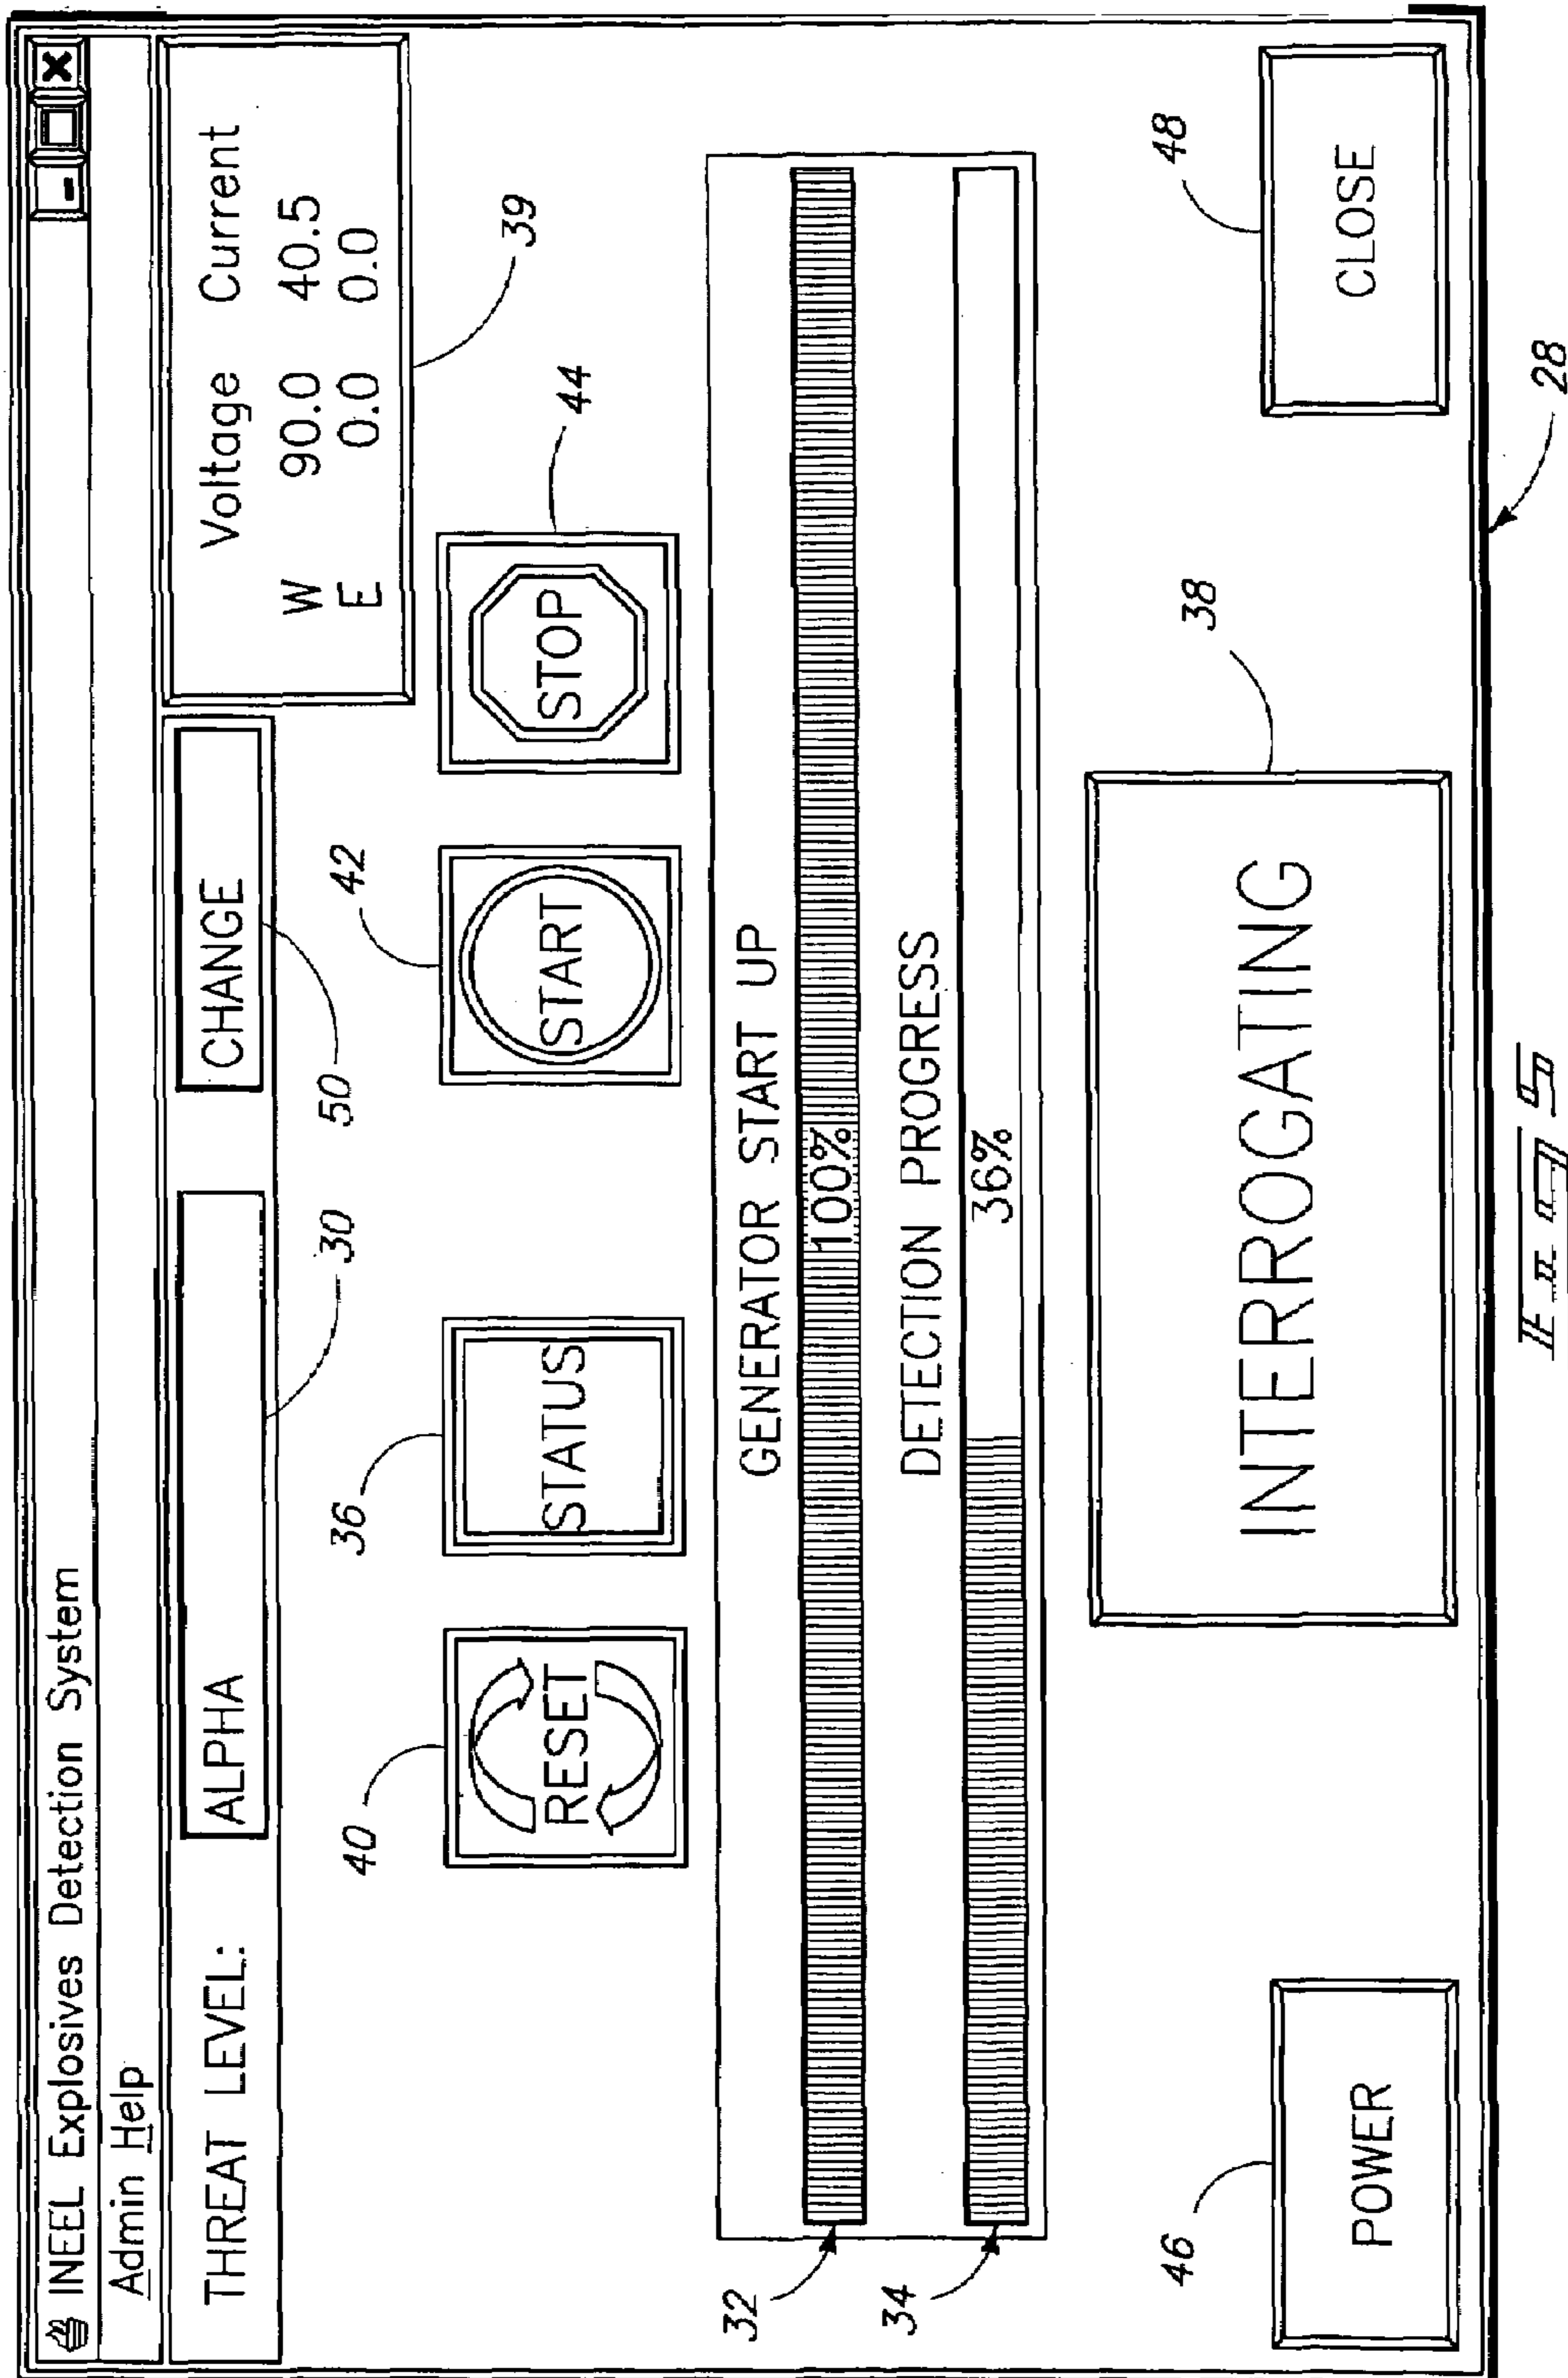 INEEL Explosives Detection System
Admin Help
THREAT LEVEL: ALPHA CHANGE
30
50
Voltage Current
W 90.0 40.5
E 0.0 0.0
39
40
36
42
44
RESET
STATUS
START
STOP
GENERATOR START UP
32
100%
DETECTION PROGRESS
34
36%
46
38
48
POWER
INTERROGATING
CLOSE
28
FIG 5